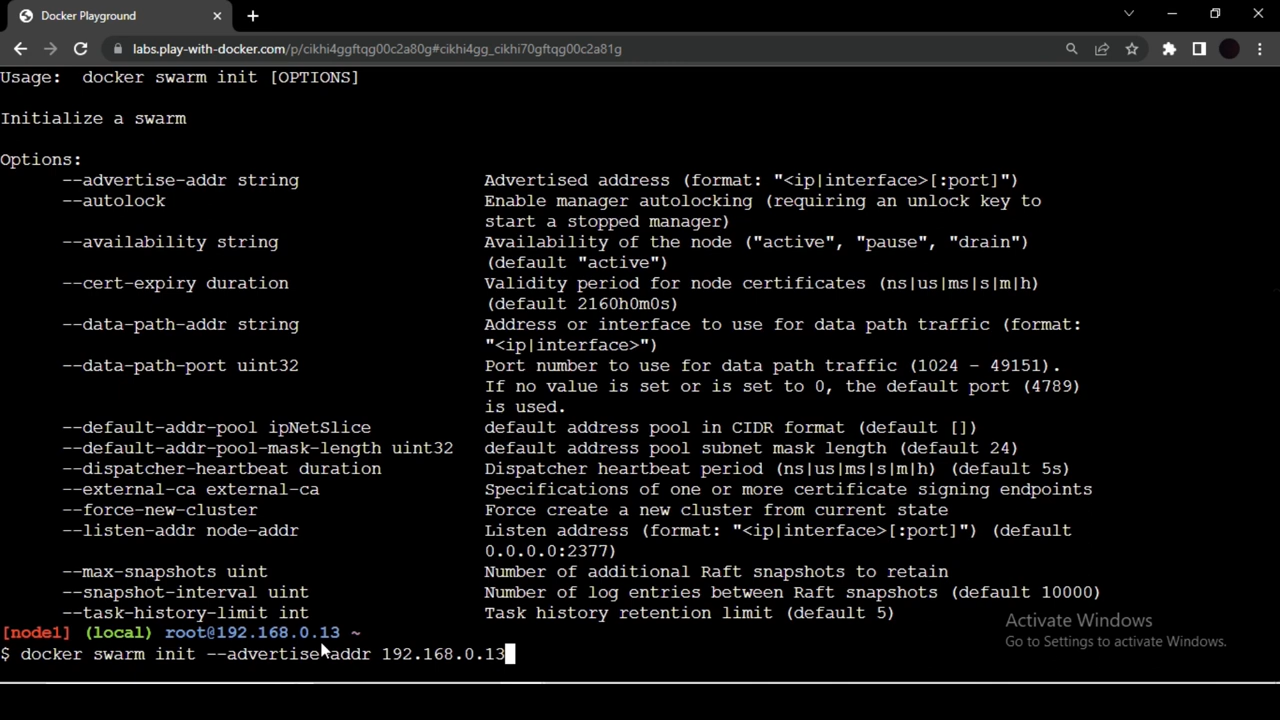 Docker Playground
labs.play-with-docker.com/p/cikhi4ggftqg00c2a80g#cikhi4gg_cikhi70gftqg00c2a81g
Usage:  docker swarm init [OPTIONS]
Initialize a swarm
Options:
--advertise-addr string Advertised address (format: "<ip|interface>[:port]")
--autolock Enable manager autolocking (requiring an unlock key to
start a stopped manager)
--availability string Availability of the node ("active", "pause", "drain")
(default "active")
--cert-expiry duration Validity period for node certificates (ns|us|ms|s|m|h)
(default 2160h0m0s)
--data-path-addr string Address or interface to use for data path traffic (format:
"<ip|interface>")
--data-path-port uint32 Port number to use for data path traffic (1024 - 49151).
If no value is set or is set to 0, the default port (4789)
is used.
--default-addr-pool ipNetSlice default address pool in CIDR format (default [])
--default-addr-pool-mask-length uint32 default address pool subnet mask length (default 24)
--dispatcher-heartbeat duration Dispatcher heartbeat period (ns|us|ms|s|m|h) (default 5s)
--external-ca external-ca Specifications of one or more certificate signing endpoints
--force-new-cluster Force create a new cluster from current state
--listen-addr node-addr Listen address (format: "<ip|interface>[:port]") (default
0.0.0.0:2377)
--max-snapshots uint Number of additional Raft snapshots to retain
--snapshot-interval uint Number of log entries between Raft snapshots (default 10000)
--task-history-limit int Task history retention limit (default 5)
[node1] (local) root@192.168.0.13 ~
$ docker swarm init --advertise-addr 192.168.0.13
Activate Windows
Go to Settings to activate Windows.